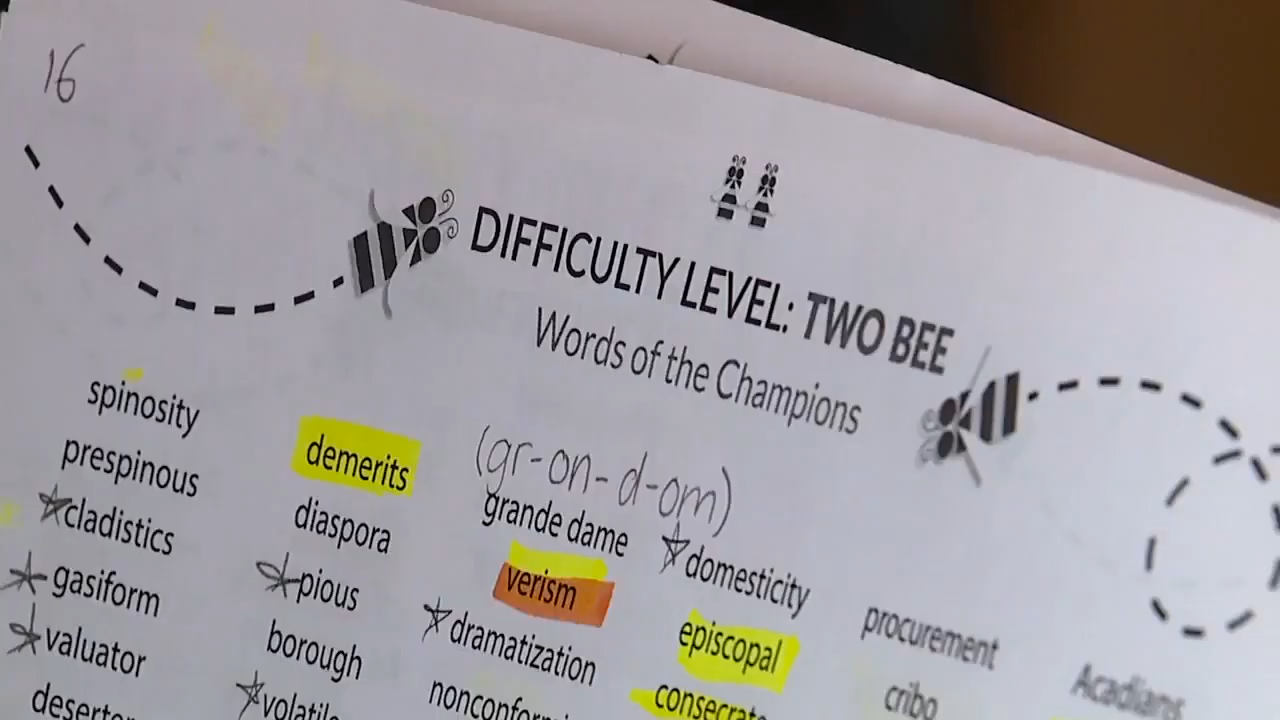 16
DIFFICULTY LEVEL: TWO BEE
Words of the Champions
spinosity
prespinous
cladistics
gasiform
valuator
demerits
diaspora
pious
borough
(gr-on-d-om)
grande dame
verism
dramatization
domesticity
episcopal
procurement
cribo
Acadians